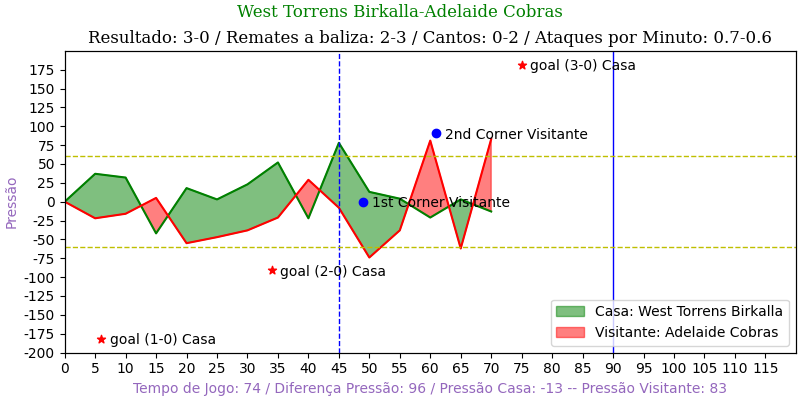 West Torrens Birkalla-Adelaide Cobras
Resultado: 3-0 / Remates a baliza: 2-3 / Cantos: 0-2 / Ataques por Minuto: 0.7-0.6
175
150
125
100
75
50
25
0
-25
-50
-75
-100
-125
-150
-175
-200
Pressão
goal (3-0) Casa
2nd Corner Visitante
1st Corner Visitante
goal (2-0) Casa
goal (1-0) Casa
Casa: West Torrens Birkalla
Visitante: Adelaide Cobras
0 5 10 15 20 25 30 35 40 45 50 55 60 65 70 75 80 85 90 95 100 105 110 115
Tempo de Jogo: 74 / Diferença Pressão: 96 / Pressão Casa: -13 -- Pressão Visitante: 83